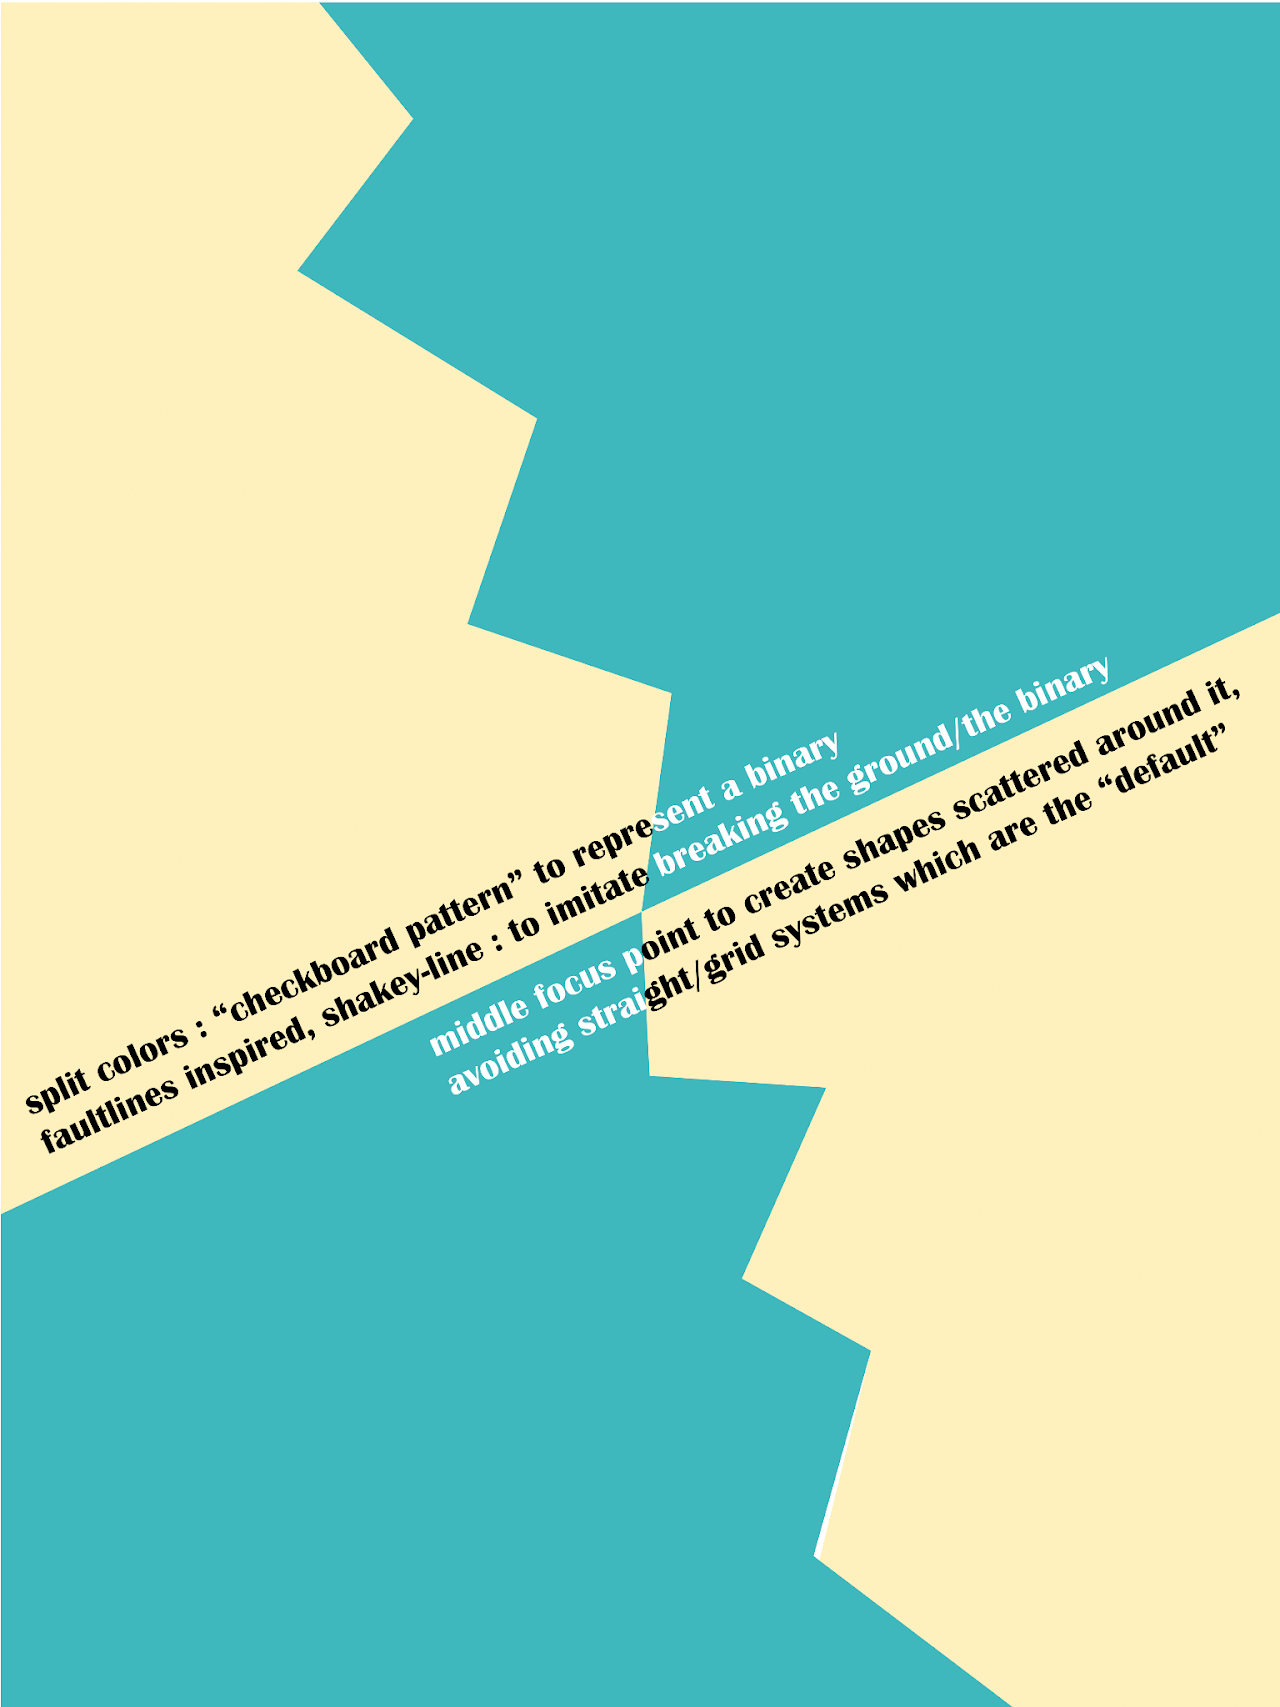 split colors : “checkboard pattern” to represent a binary
faultlines inspired, shakey-line : to imitate breaking the ground/the binary
middle focus point to create shapes scattered around it,
avoiding straight/grid systems which are the “default”